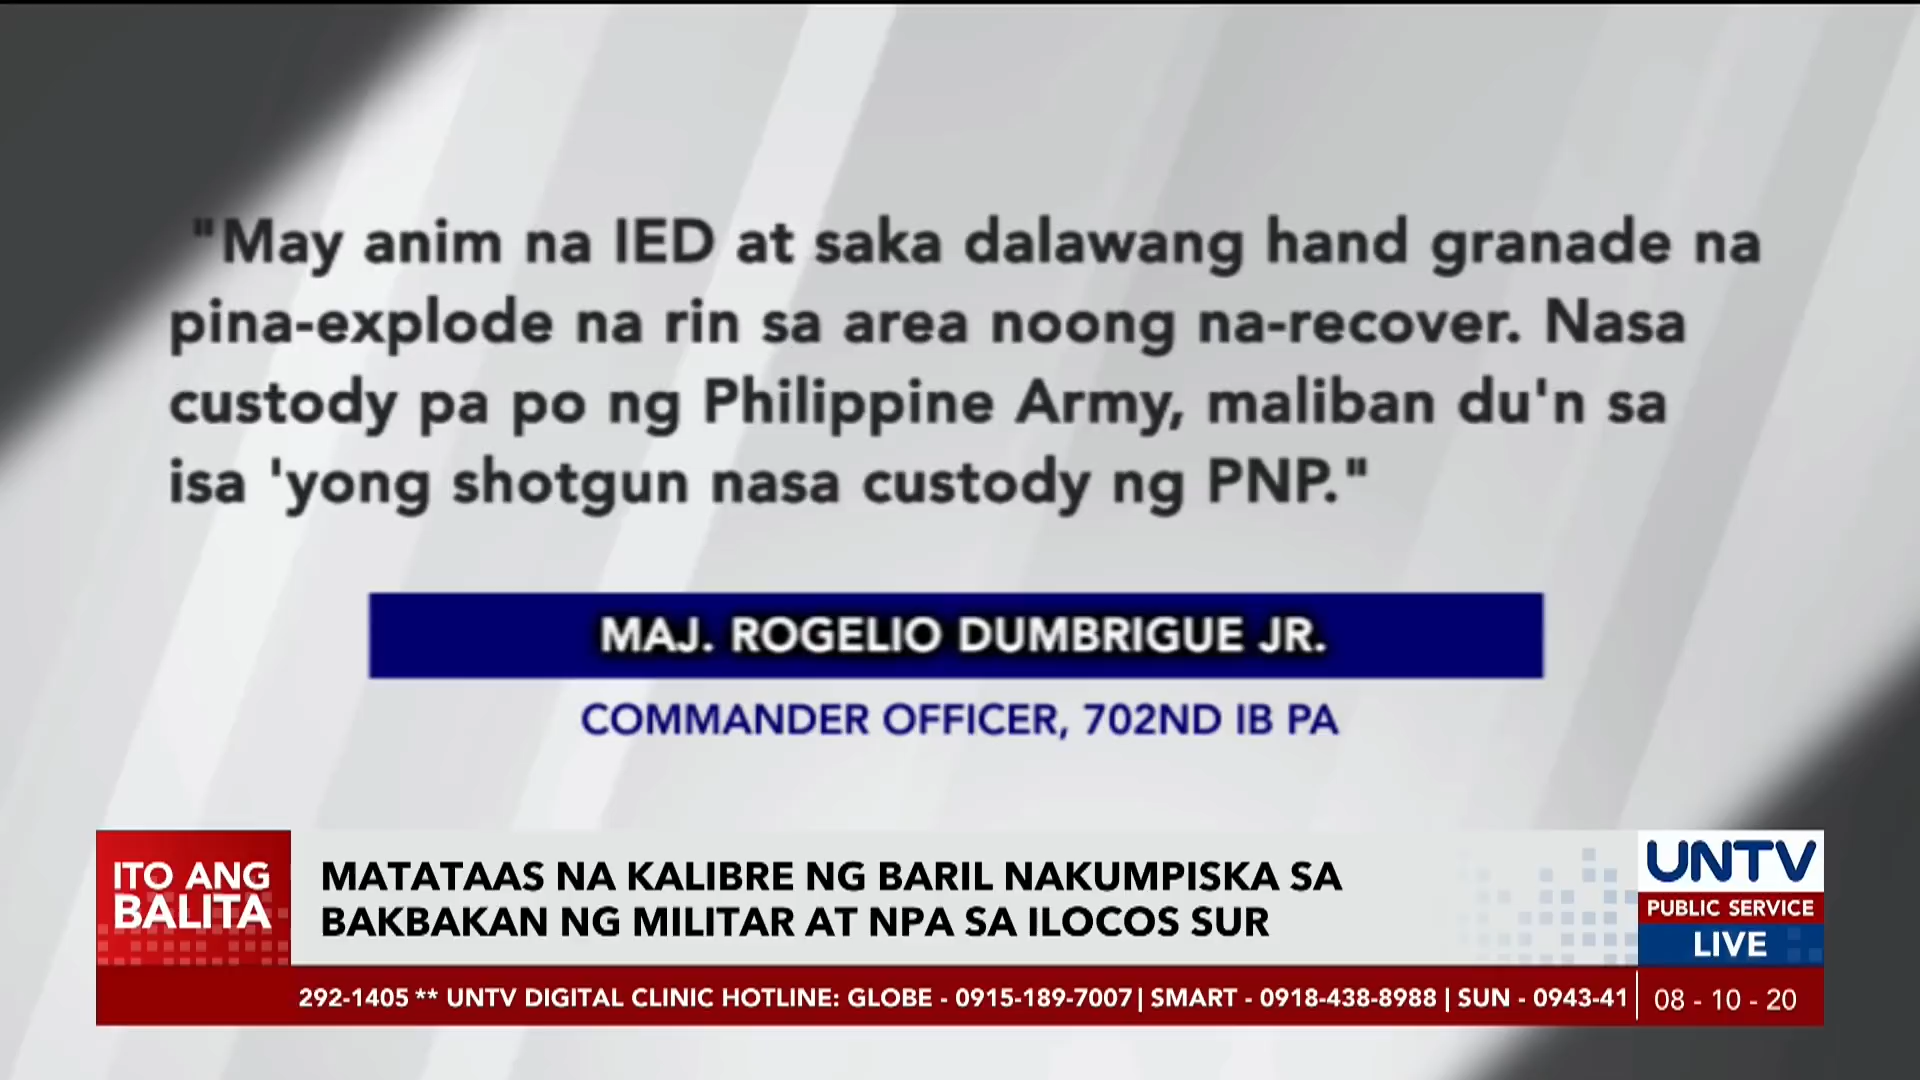 "May anim na IED at saka dalawang hand granade na
pina-explode na rin sa area noong na-recover. Nasa
custody pa po ng Philippine Army, maliban du'n sa
isa 'yong shotgun nasa custody ng PNP."
MAJ. ROGELIO DUMBRIGUE JR.
COMMANDER OFFICER, 702ND IB PA
ITO ANG
BALITA
MATATAAS NA KALIBRE NG BARIL NAKUMPISKA SA
BAKBAKAN NG MILITAR AT NPA SA ILOCOS SUR
UNTV
PUBLIC SERVICE
LIVE
292-1405 ** UNTV DIGITAL CLINIC HOTLINE: GLOBE - 0915-189-7007| SMART - 0918-438-8988 | SUN - 0943-41
08 - 10 - 20